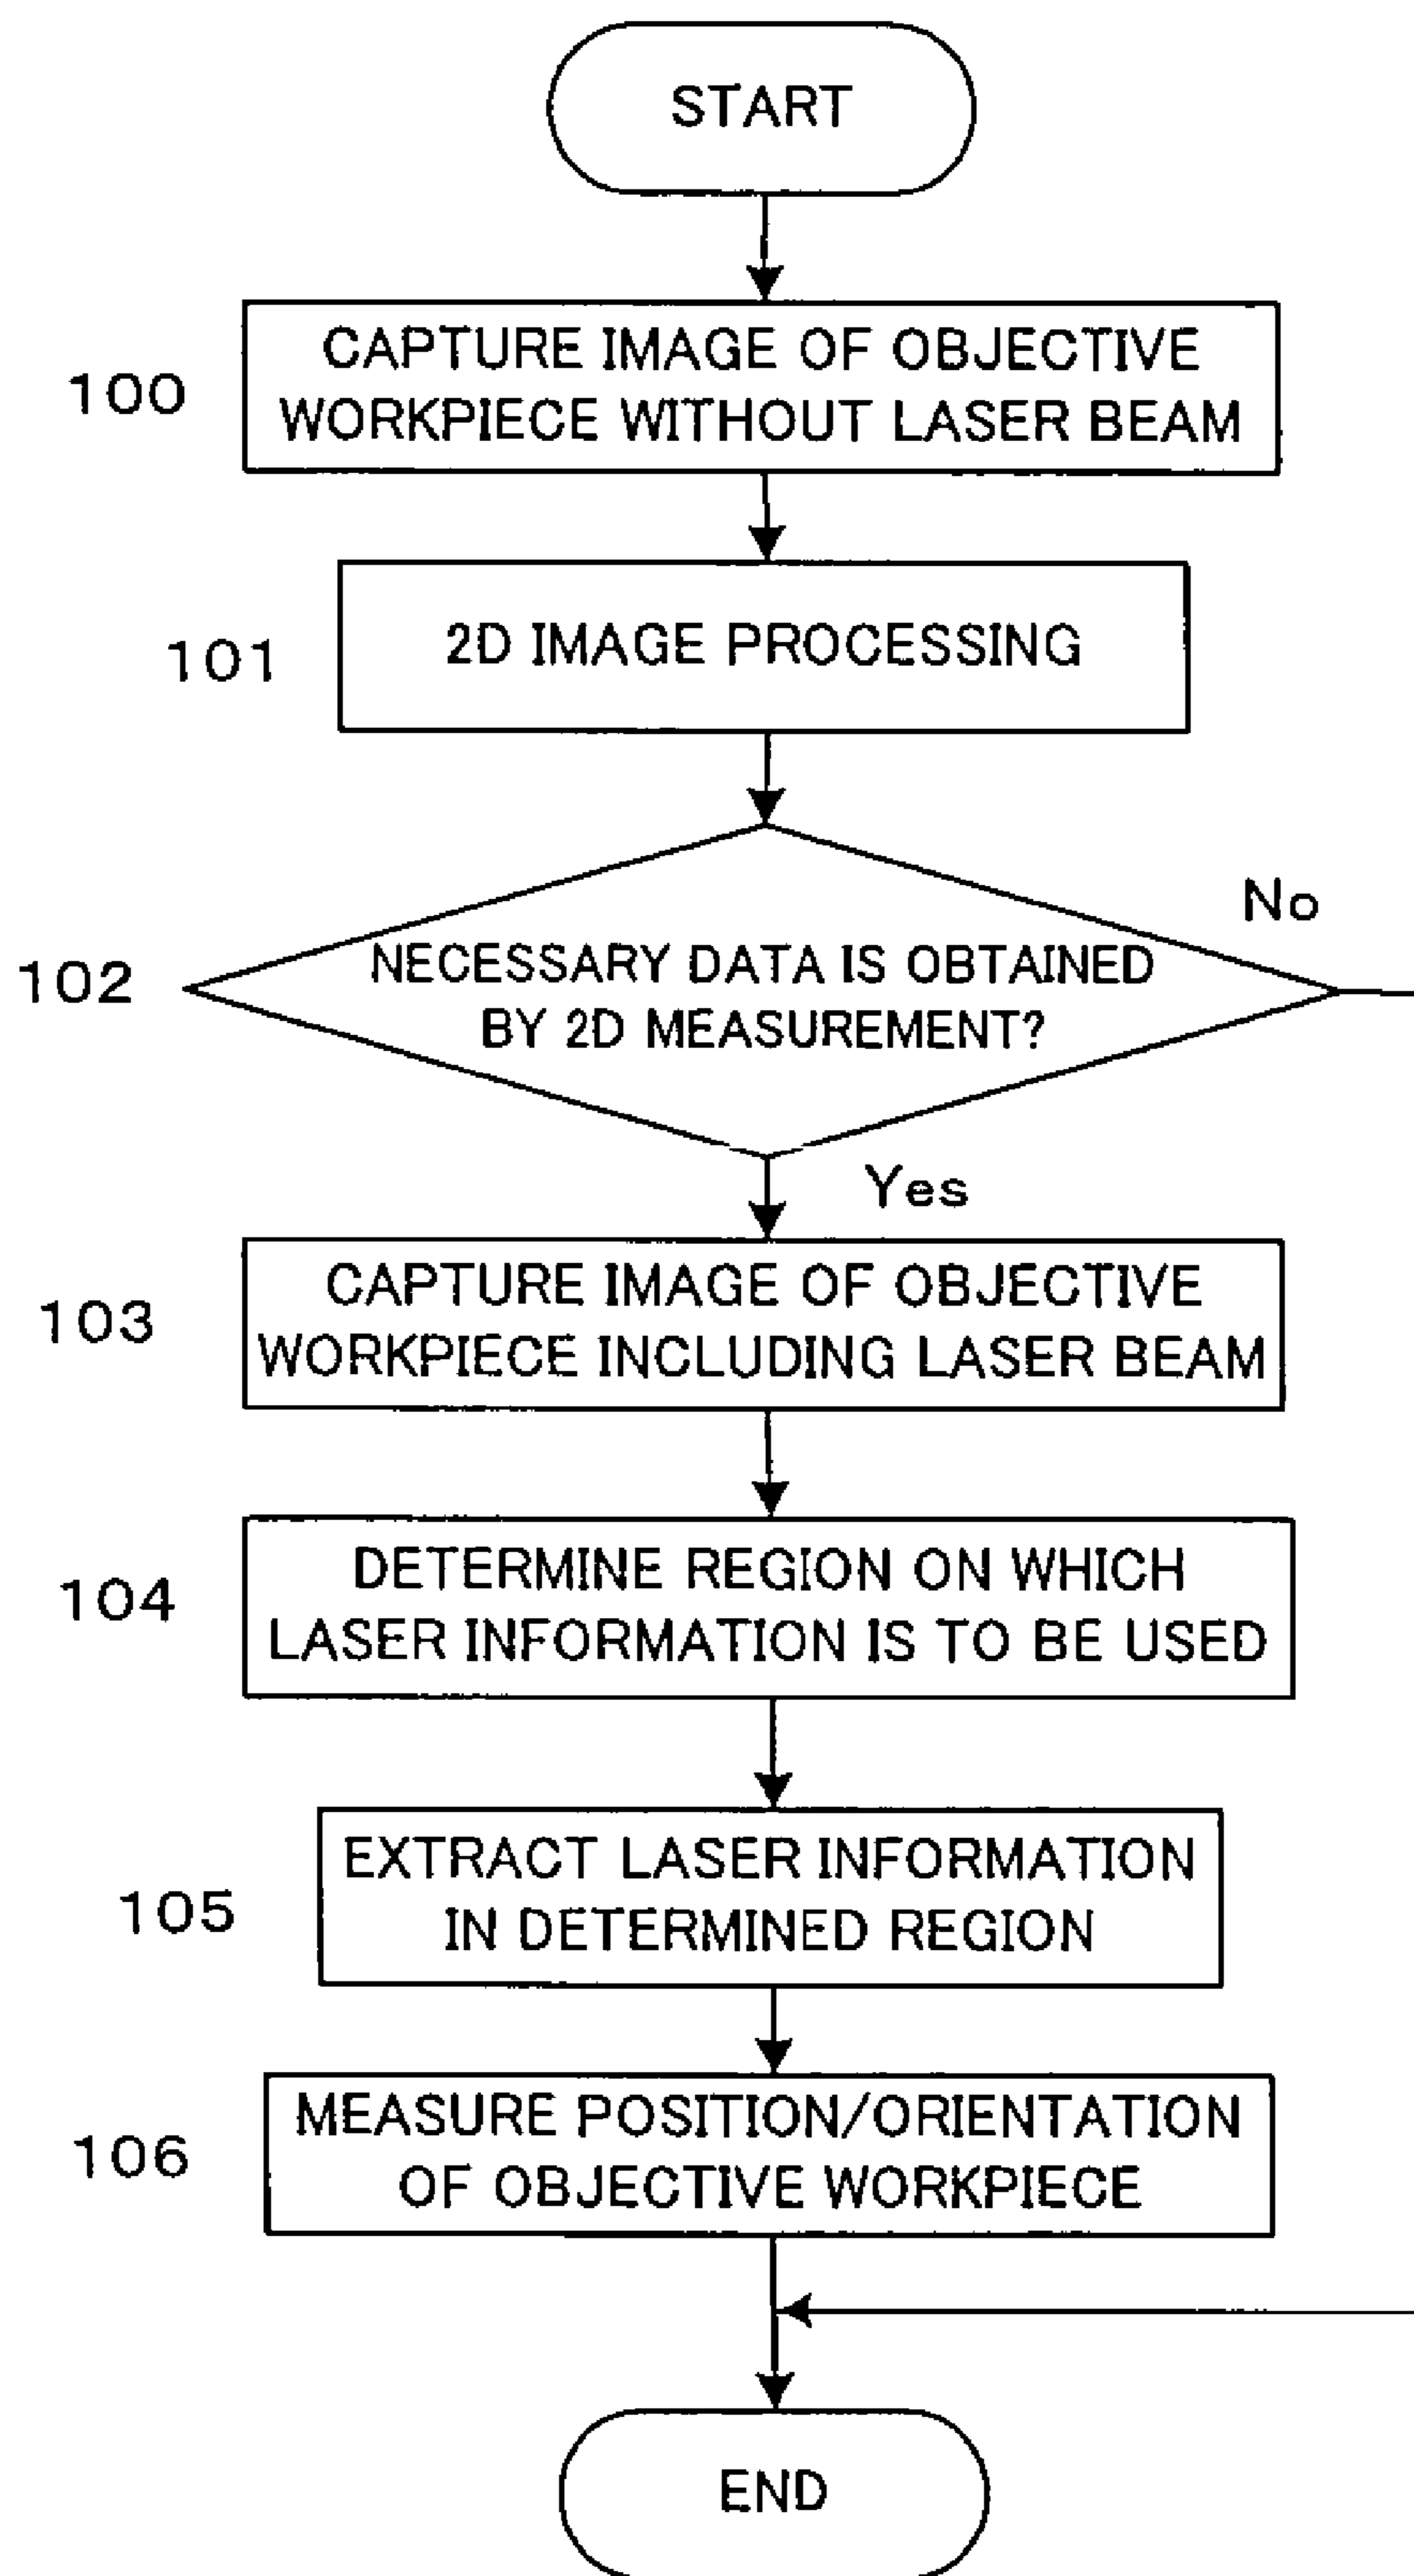 START
100
CAPTURE IMAGE OF OBJECTIVE
WORKPIECE WITHOUT LASER BEAM
101
2D IMAGE PROCESSING
102
NECESSARY DATA IS OBTAINED
BY 2D MEASUREMENT?
No
Yes
103
CAPTURE IMAGE OF OBJECTIVE
WORKPIECE INCLUDING LASER BEAM
104
DETERMINE REGION ON WHICH
LASER INFORMATION IS TO BE USED
105
EXTRACT LASER INFORMATION
IN DETERMINED REGION
106
MEASURE POSITION/ORIENTATION
OF OBJECTIVE WORKPIECE
END